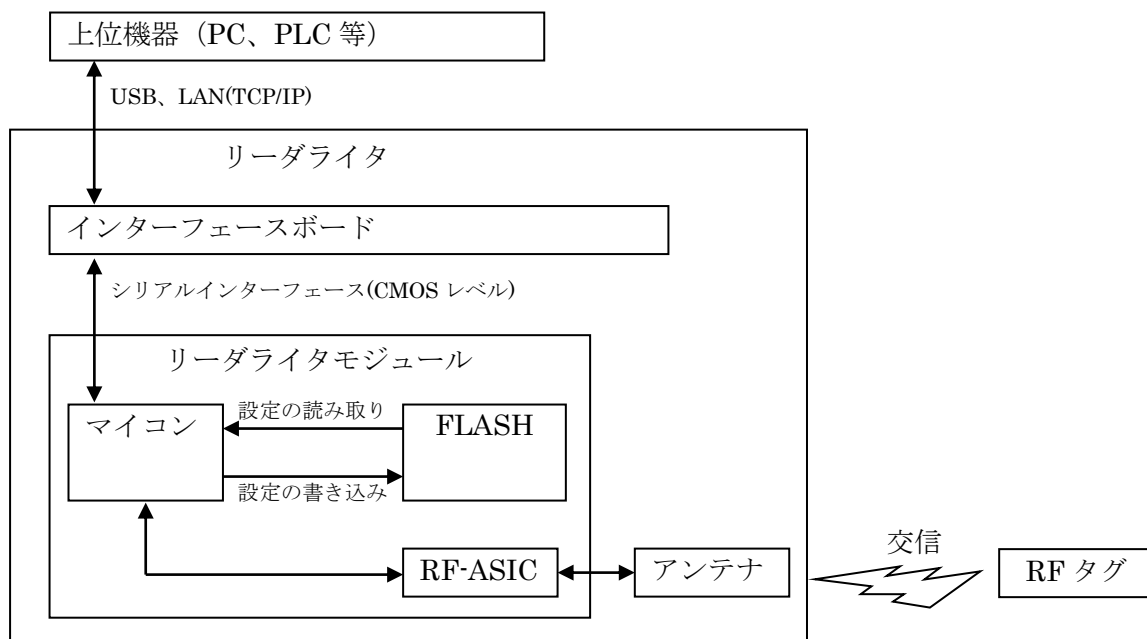 上位機器（PC、PLC 等）
USB、LAN(TCP/IP)
リーダライタ
インターフェースボード
シリアルインターフェース(CMOS レベル)
リーダライタモジュール
マイコン
設定の読み取り
FLASH
設定の書き込み
RF-ASIC
アンテナ
交信
RF タグ